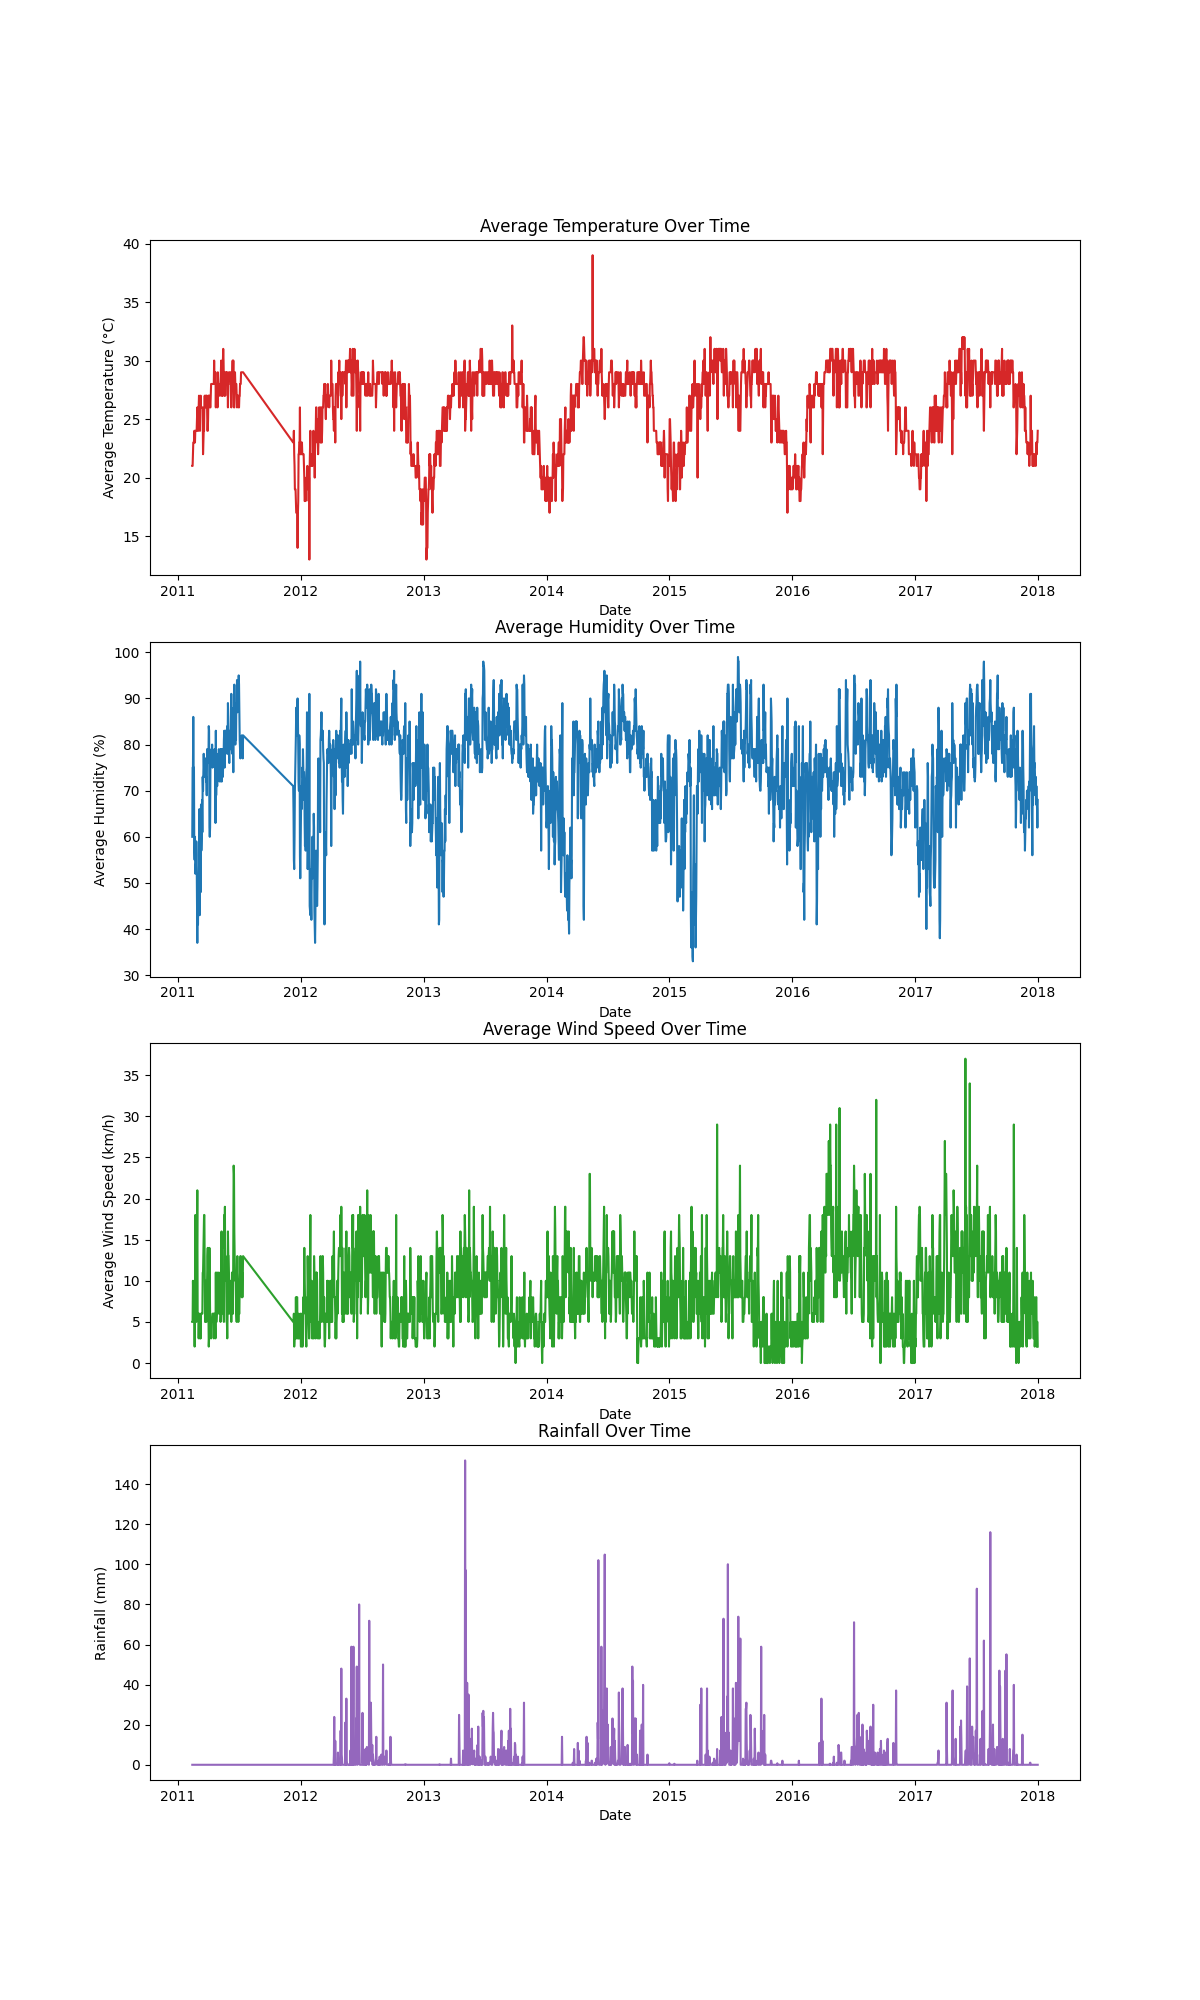 Average Temperature Over Time
40
35
30
25
20
15
Average Temperature (°C)
2011 2012 2013 2014 2015 2016 2017 2018
Date
Average Humidity Over Time
100
90
80
70
60
50
40
30
Average Humidity (%)
2011 2012 2013 2014 2015 2016 2017 2018
Date
Average Wind Speed Over Time
35
30
25
20
15
10
5
0
Average Wind Speed (km/h)
2011 2012 2013 2014 2015 2016 2017 2018
Date
Rainfall Over Time
140
120
100
80
60
40
20
0
Rainfall (mm)
2011 2012 2013 2014 2015 2016 2017 2018
Date